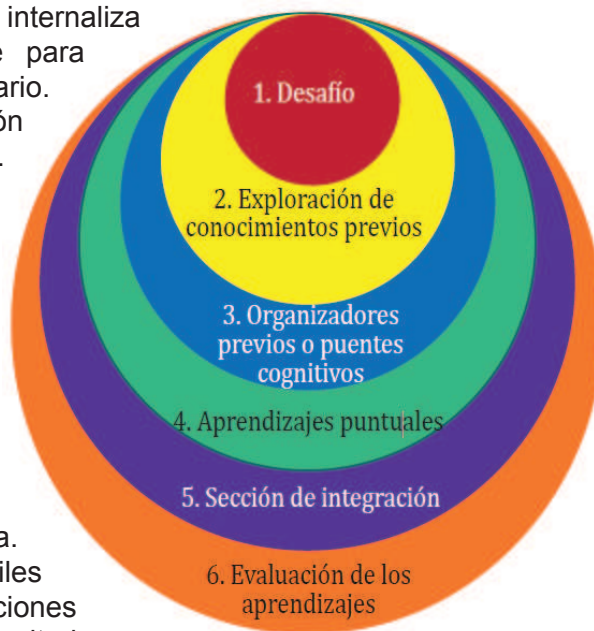 internaliza
para
ario.
ón
1. Desafío
2. Exploración de
conocimientos previos
3. Organizadores
previos o puentes
cognitivos
4. Aprendizajes puntuales
5. Sección de integración
a.
iles
6. Evaluación de los
aprendizajes
ciones